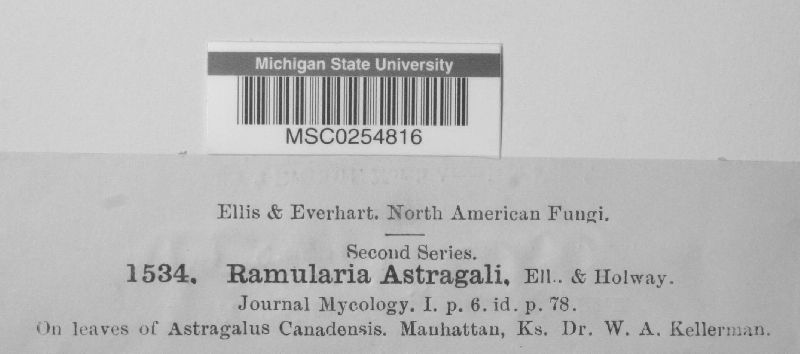 Michigan State University
MSC0254816
Ellis & Everhart. North American Fungi.
Second Series.
1534. Ramularia Astragali, Ell.. & Holway.
Journal Mycology. I. p. 6. id. p. 78.
On leaves of Astragalus Canadensis. Manhattan, Ks. Dr. W. A. Kellerman.